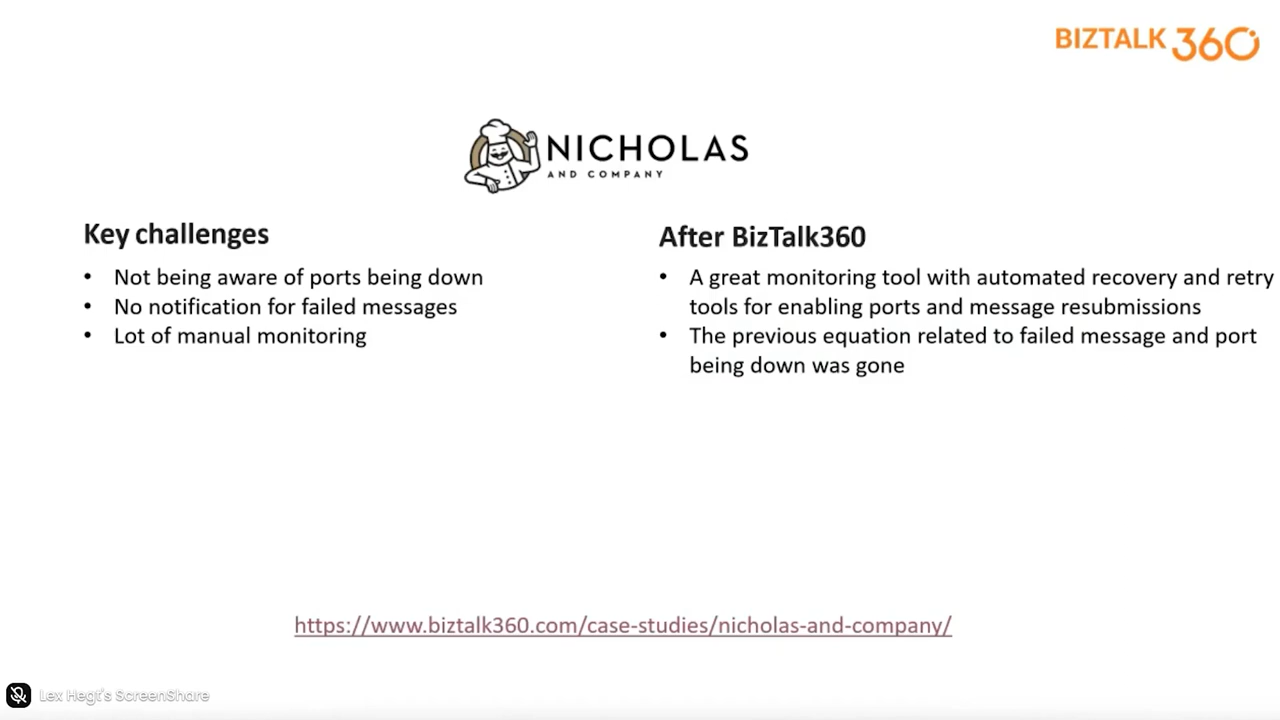 BIZTALK 360
NICHOLAS
AND COMPANY
Key challenges
• Not being aware of ports being down
• No notification for failed messages
• Lot of manual monitoring
After BizTalk360
• A great monitoring tool with automated recovery and retry
tools for enabling ports and message resubmissions
• The previous equation related to failed message and port
being down was gone
https://www.biztalk360.com/case-studies/nicholas-and-company/
Lex Hegt's ScreenShare